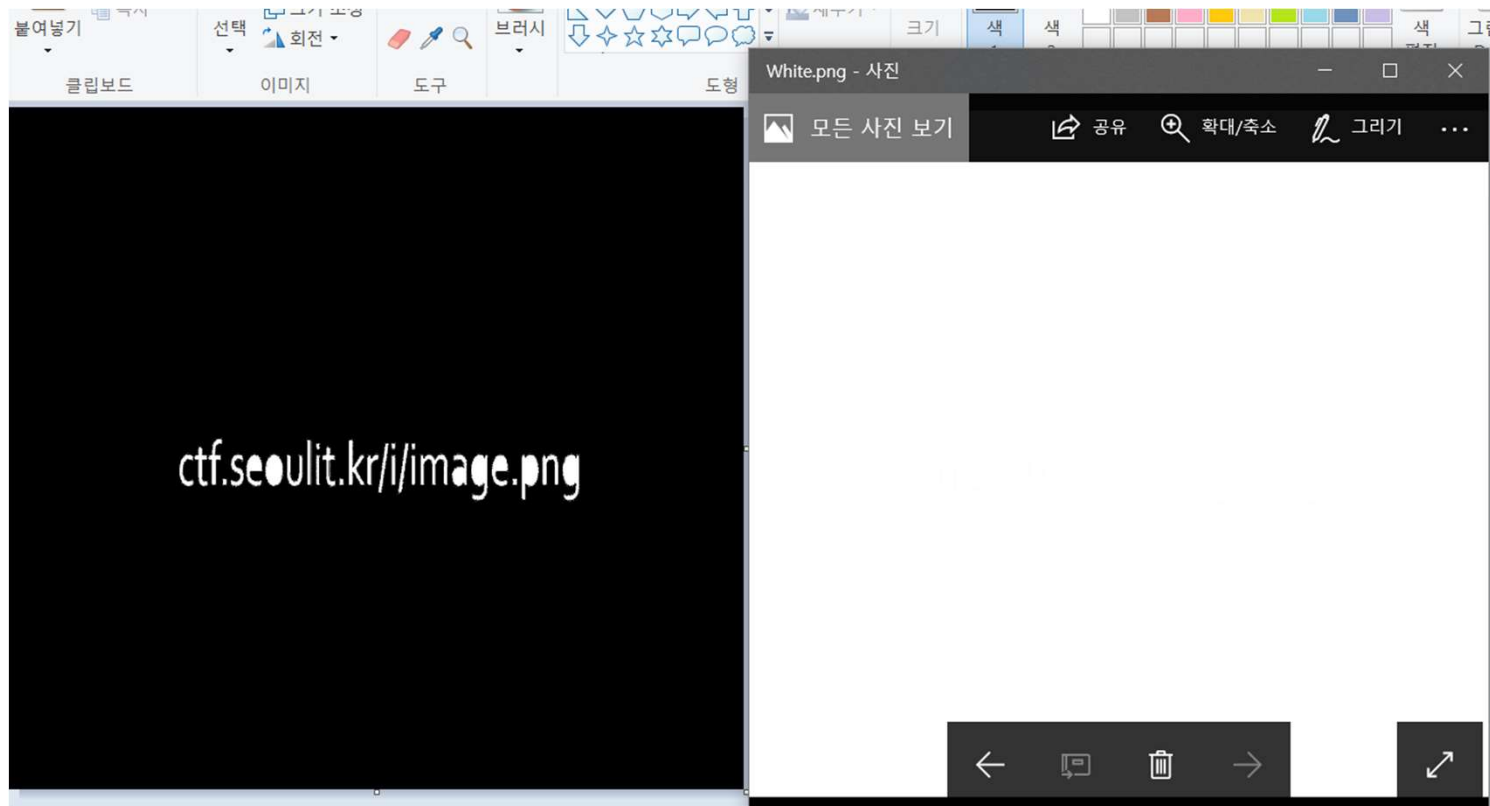 붙여넣기
선택
회전
브러시
크기
색
색
색
클립보드
이미지
도구
도형
White.png - 사진
모든 사진 보기
공유
확대/축소
그리기
ctf.seoulit.kr/i/image.png